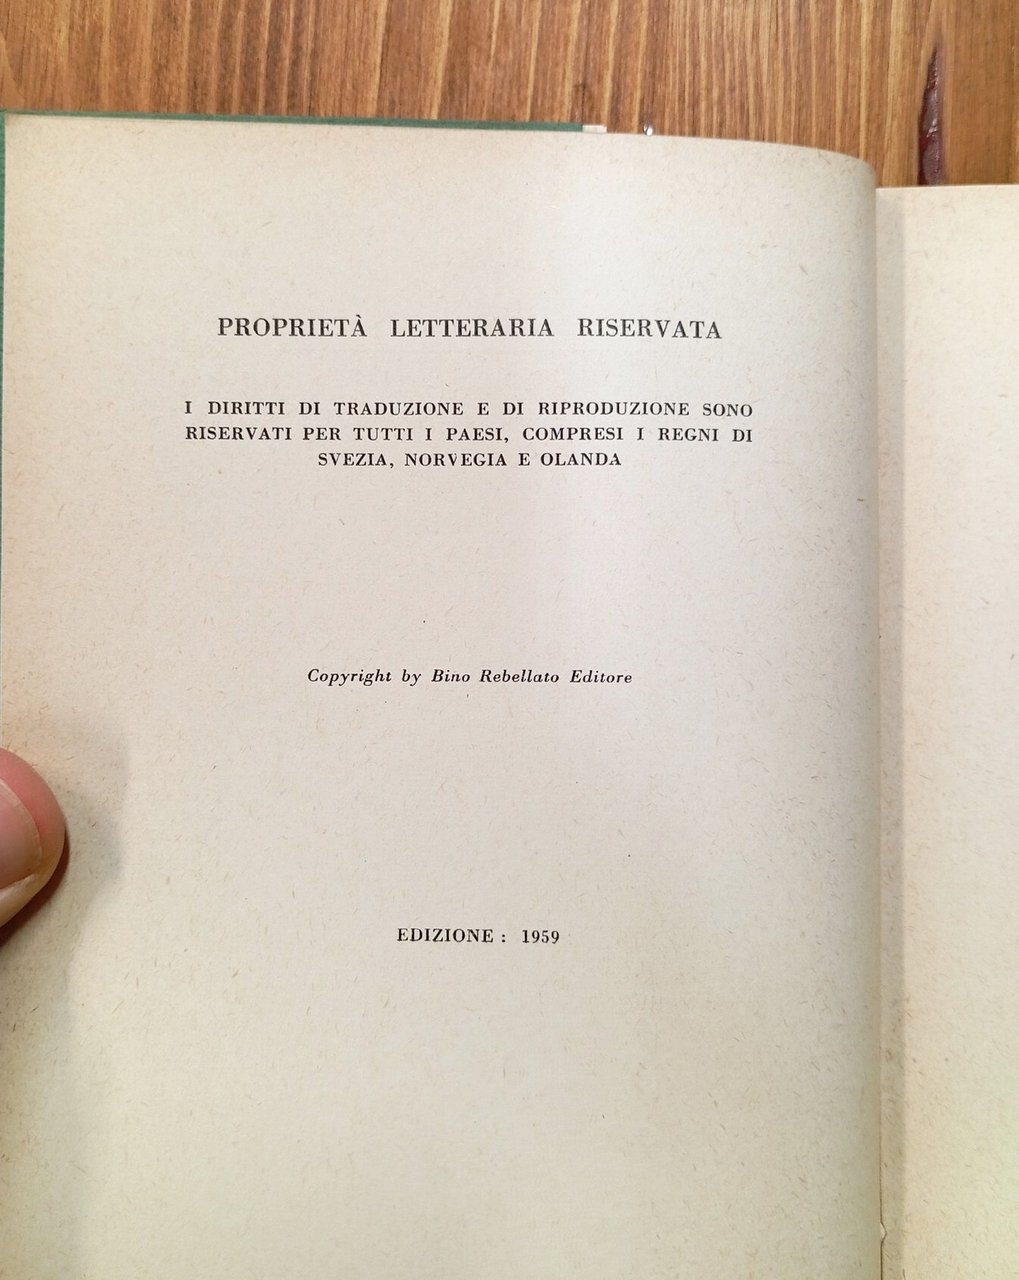 PROPRIETÀ LETTERARIA RISERVATA
I DIRITTI DI TRADUZIONE E DI RIPRODUZIONE SONO
RISERVATI PER TUTTI I PAESI, COMPRESI I REGNI DI
SVEZIA, NORVEGIA E OLANDA
Copyright by Bino Rebellato Editore
EDIZIONE : 1959